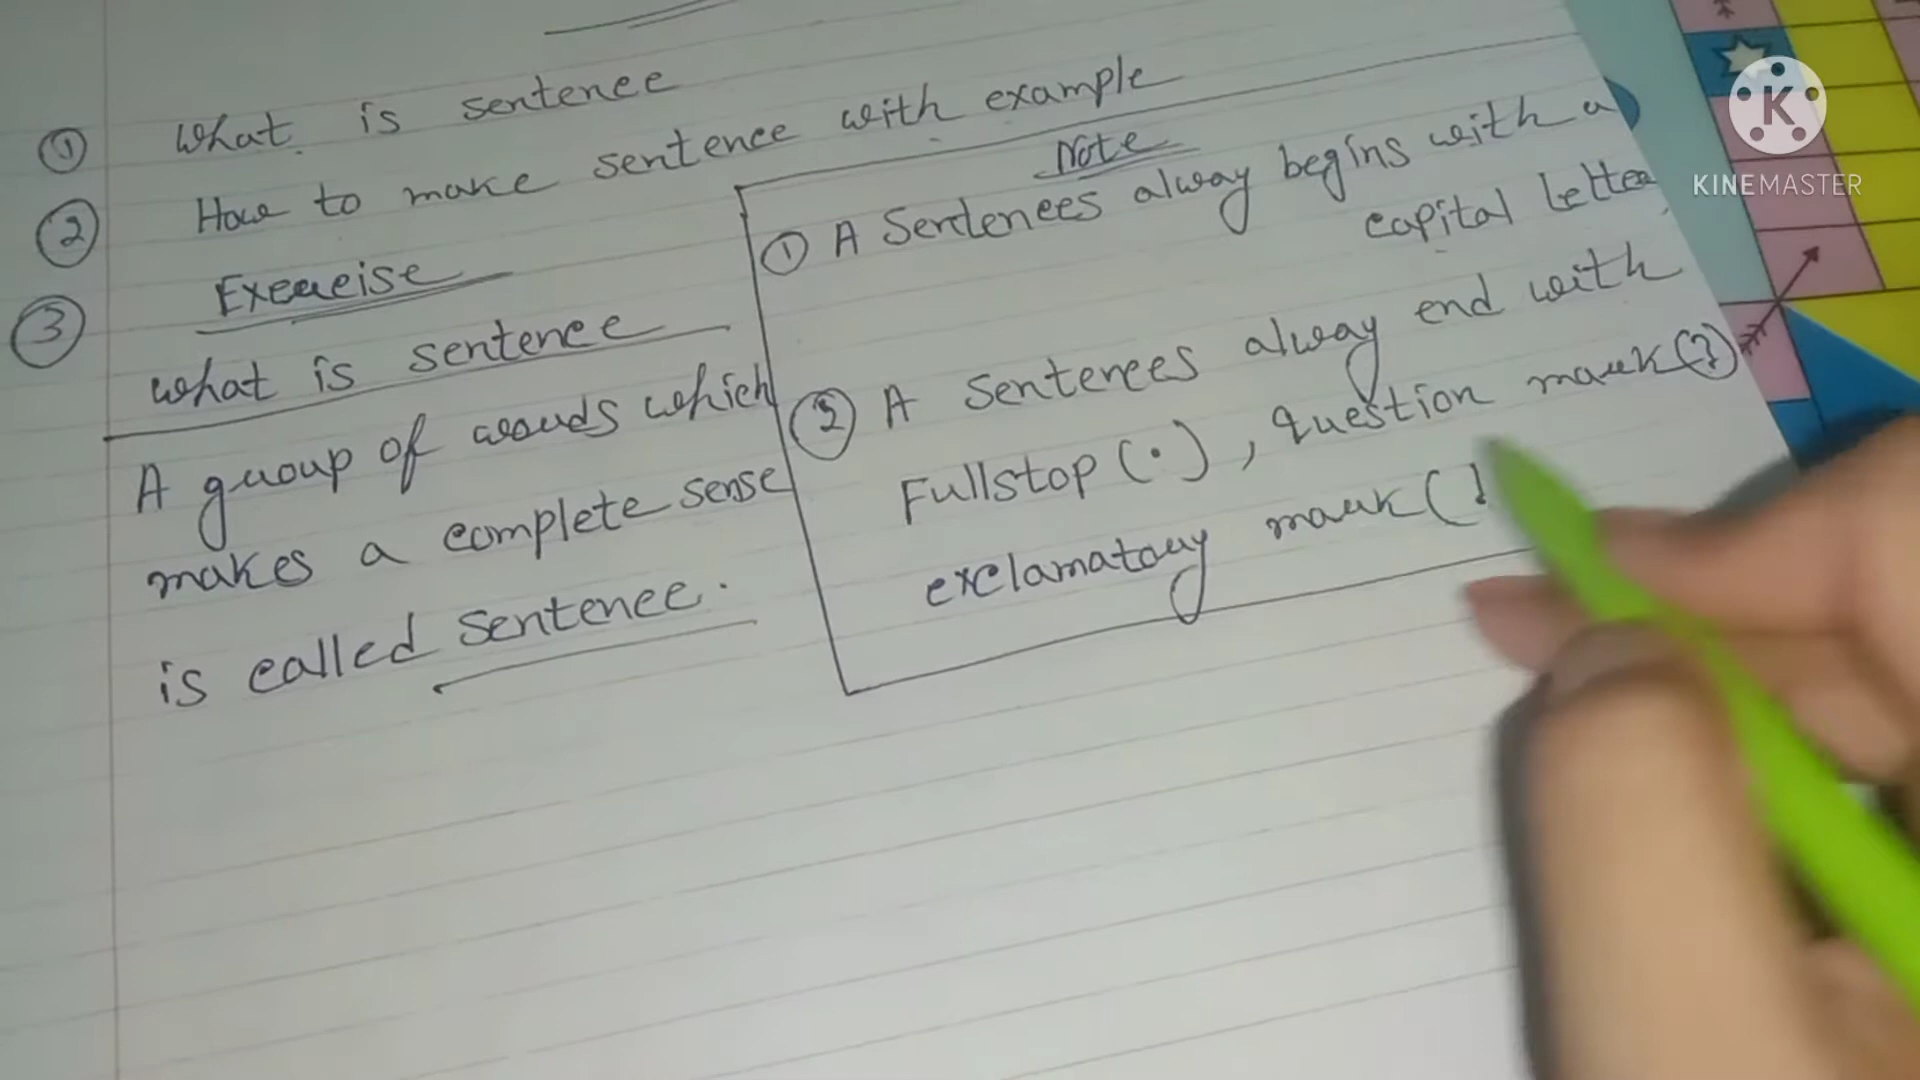 ① What is sentence
② How to make sentence with example
③ Exercise
what is sentence
A group of words which
makes a complete sense
is called sentence.
Note
① A Sentences alway begins with a
capital letter
② A sentences alway end with
Fullstop (.), question mark (?)
exclamatory mark (!
KINEMASTER